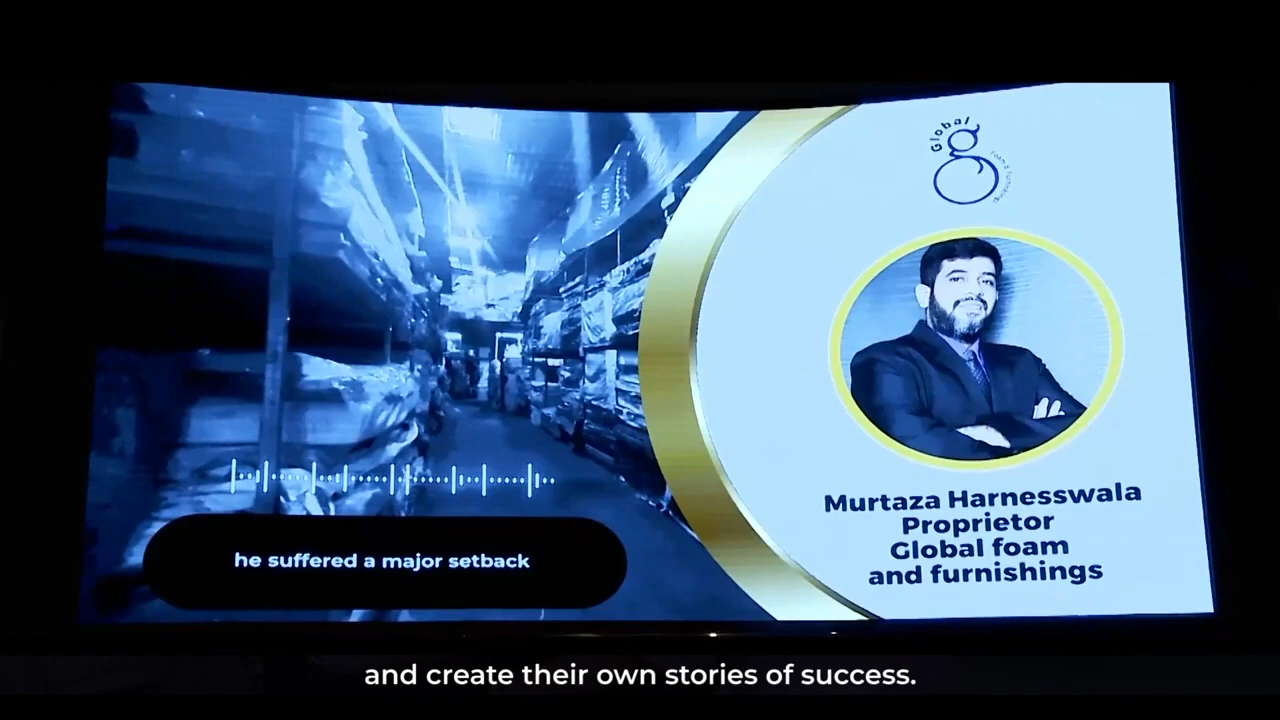 Global
he suffered a major setback
Murtaza Harnesswala
Proprietor
Global foam
and furnishings
and create their own stories of success.